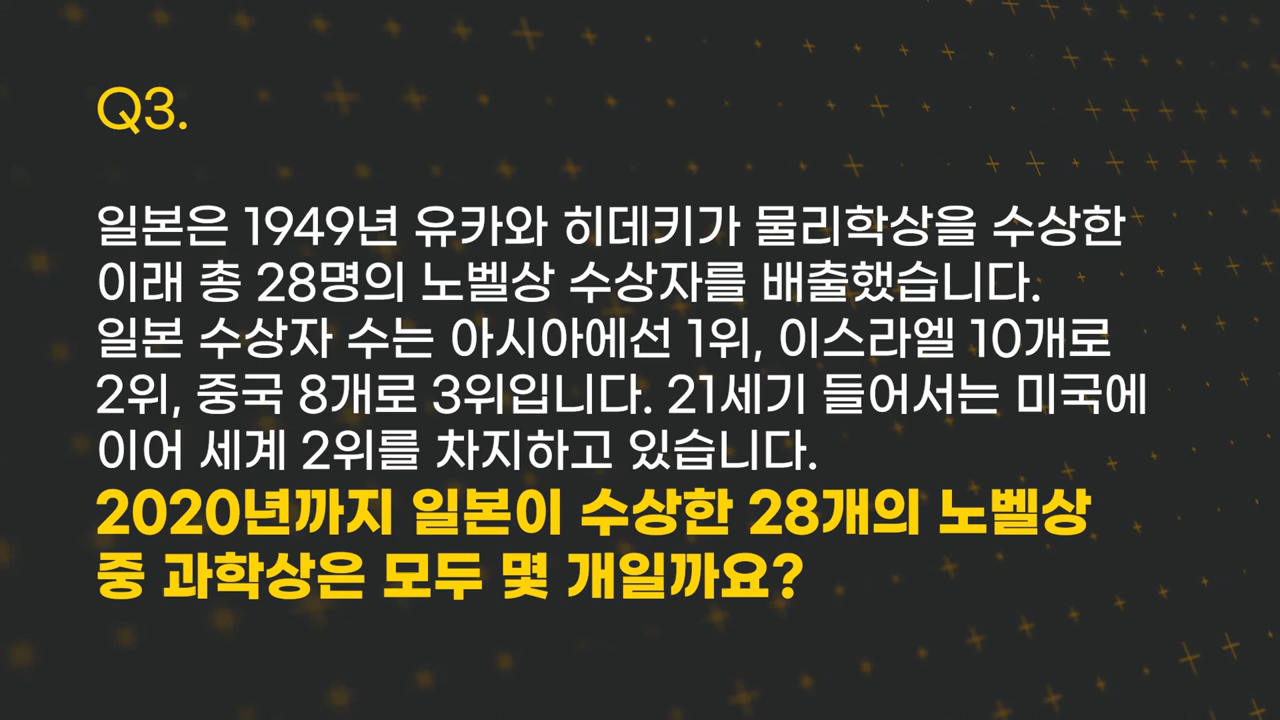 Q3.
일본은 1949년 유카와 히데키가 물리학상을 수상한
이래 총 28명의 노벨상 수상자를 배출했습니다.
일본 수상자 수는 아시아에선 1위, 이스라엘 10개로
2위, 중국 8개로 3위입니다. 21세기 들어서는 미국에
이어 세계 2위를 차지하고 있습니다.
2020년까지 일본이 수상한 28개의 노벨상
중 과학상은 모두 몇 개일까요?